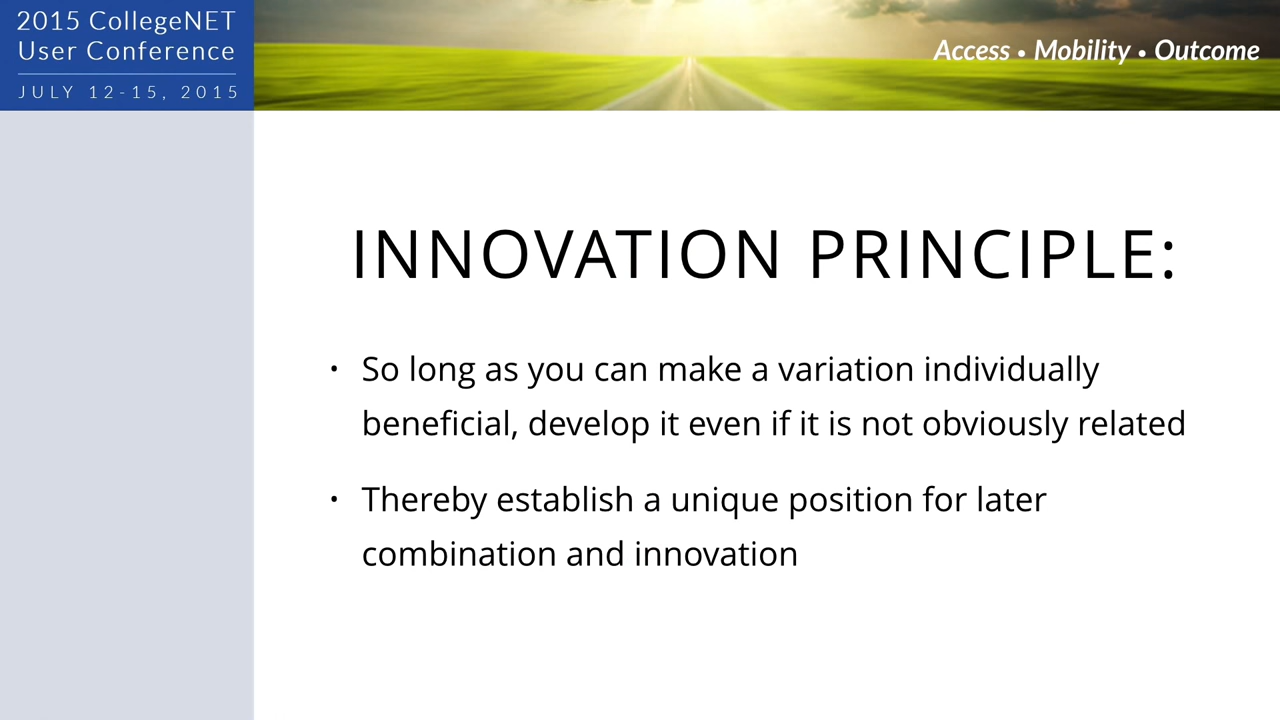 2015 CollegeNET
User Conference
JULY 12-15, 2015
Access • Mobility • Outcome
INNOVATION PRINCIPLE:
• So long as you can make a variation individually
beneficial, develop it even if it is not obviously related
• Thereby establish a unique position for later
combination and innovation